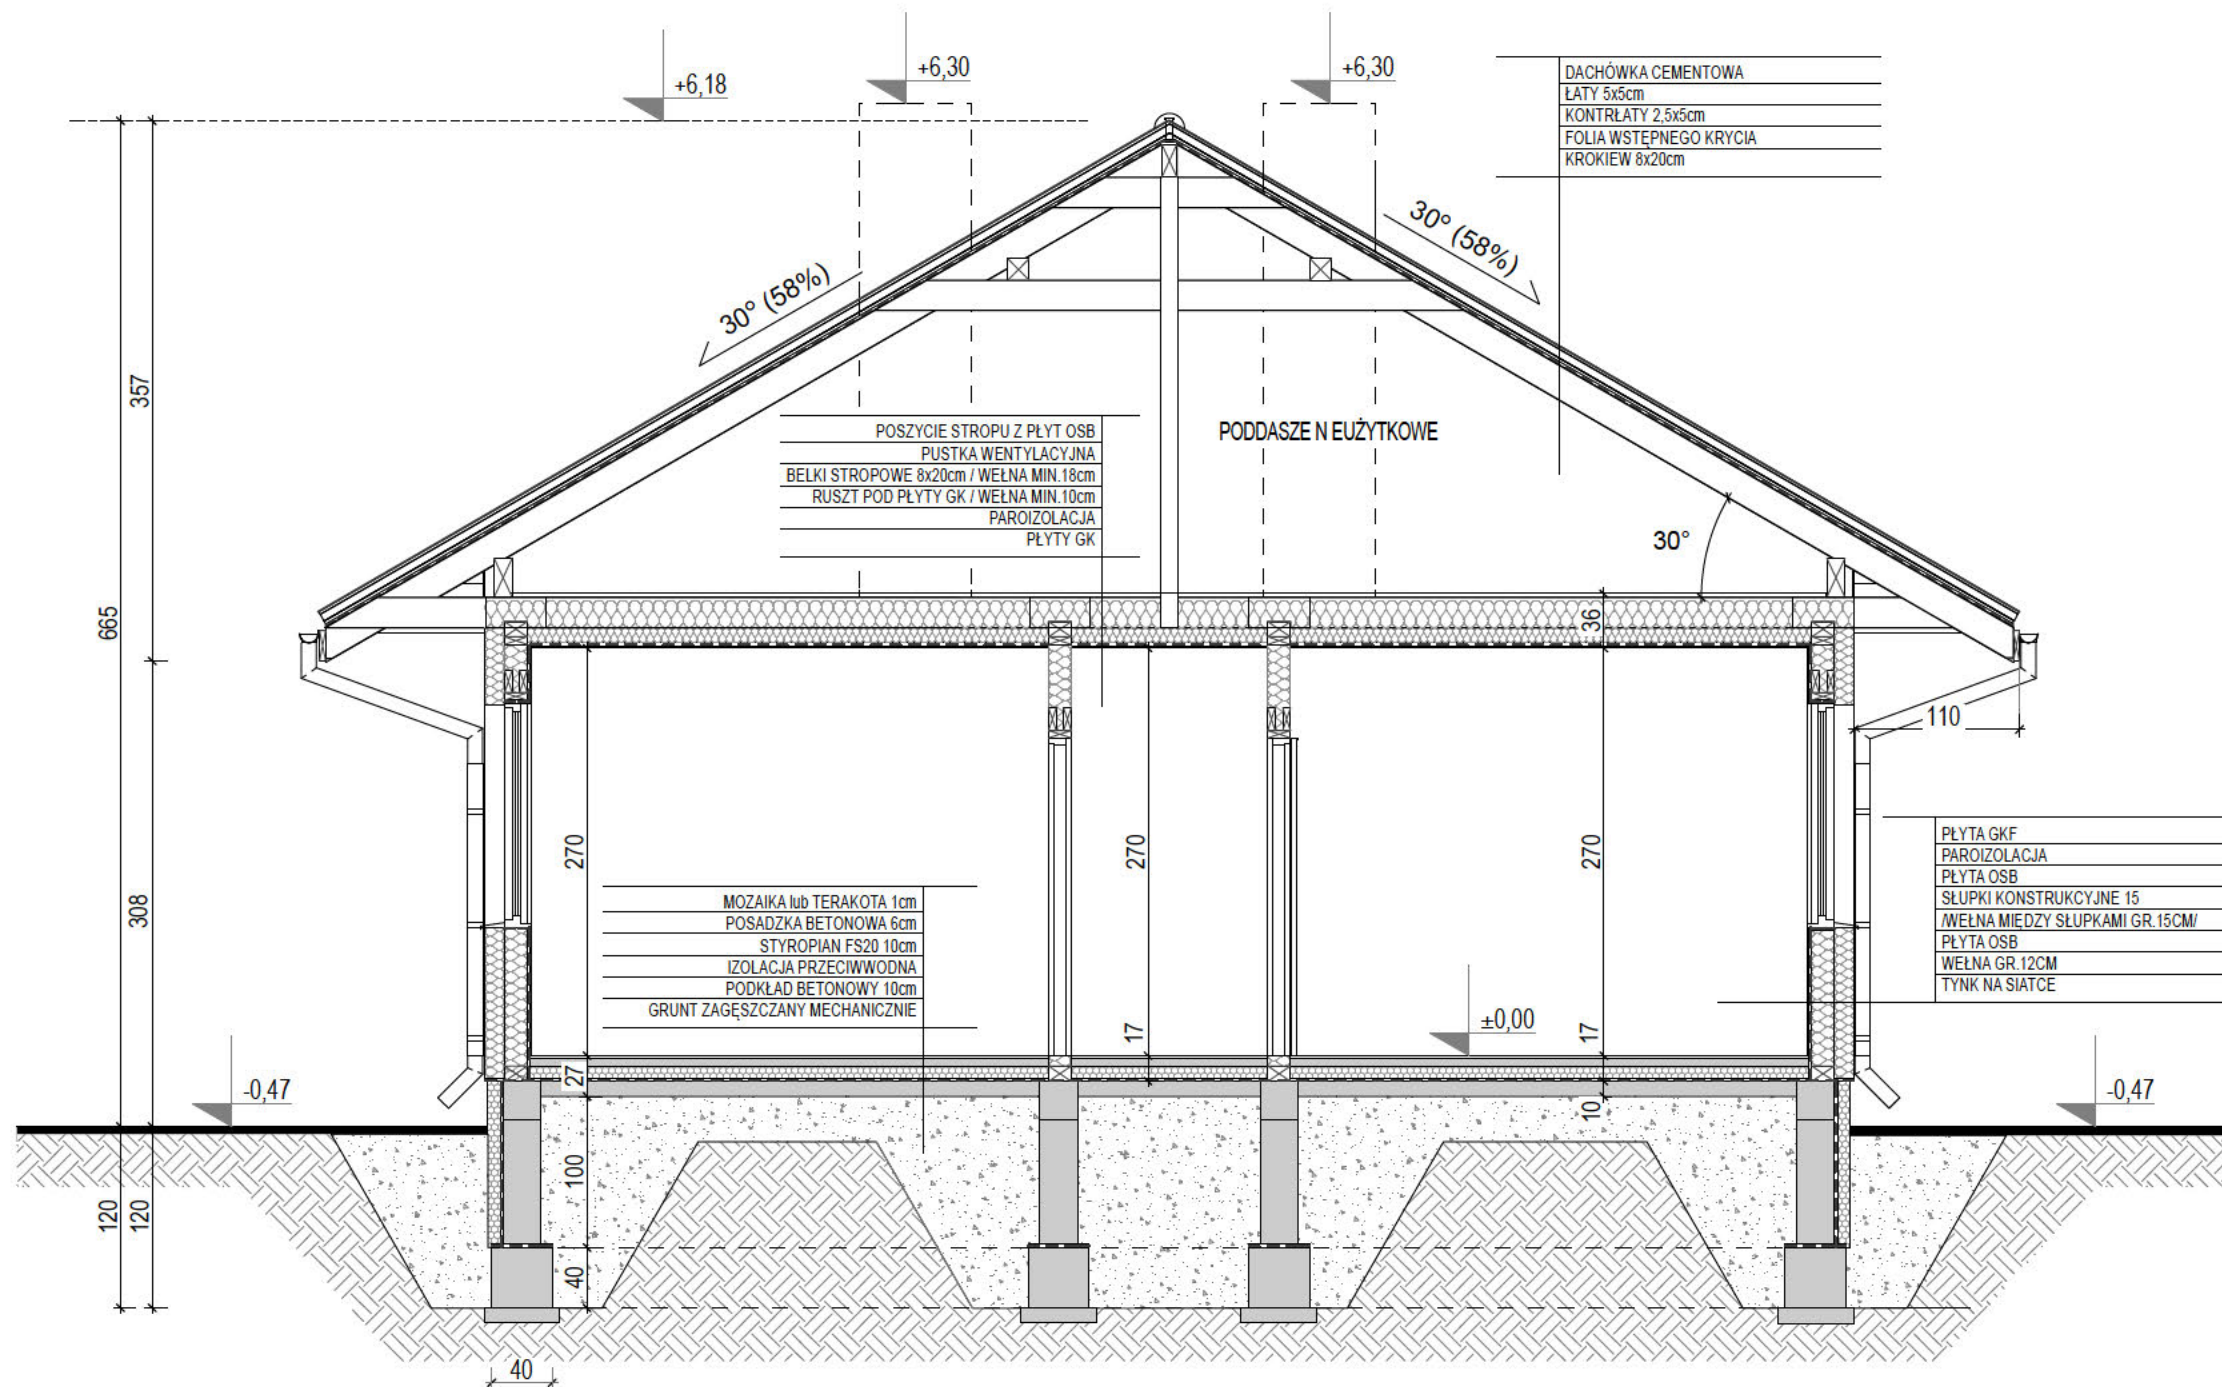 +6,18
+6,30
+6,30
DACHÓWKA CEMENTOWA
ŁATY 5x5cm
KONTRŁATY 2,5x5cm
FOLIA WSTĘPNEGO KRYCIA
KROKIEW 8x20cm
30° (58%)
30° (58%)
357
POSZYCIE STROPU Z PŁYT OSB
PUSTKA WENTYLACYJNA
BELKI STROPOWE 8x20cm / WEŁNA MIN.18cm
RUSZT POD PŁYTY GK / WEŁNA MIN.10cm
PAROIZOLACJA
PŁYTY GK
PODDASZE N EUŻYTKOWE
30°
665
36
110
270
270
270
308
PŁYTA GKF
PAROIZOLACJA
PŁYTA OSB
SŁUPKI KONSTRUKCYJNE 15
/WEŁNA MIĘDZY SŁUPKAMI GR.15CM/
PŁYTA OSB
WEŁNA GR.12CM
TYNK NA SIATCE
MOZAIKA lub TERAKOTA 1cm
POSADZKA BETONOWA 6cm
STYROPIAN FS20 10cm
IZOLACJA PRZECIWWODNA
PODKŁAD BETONOWY 10cm
GRUNT ZAGĘSZCZANY MECHANICZNIE
±0,00
17
17
27
10
-0,47
-0,47
100
120
120
40
40